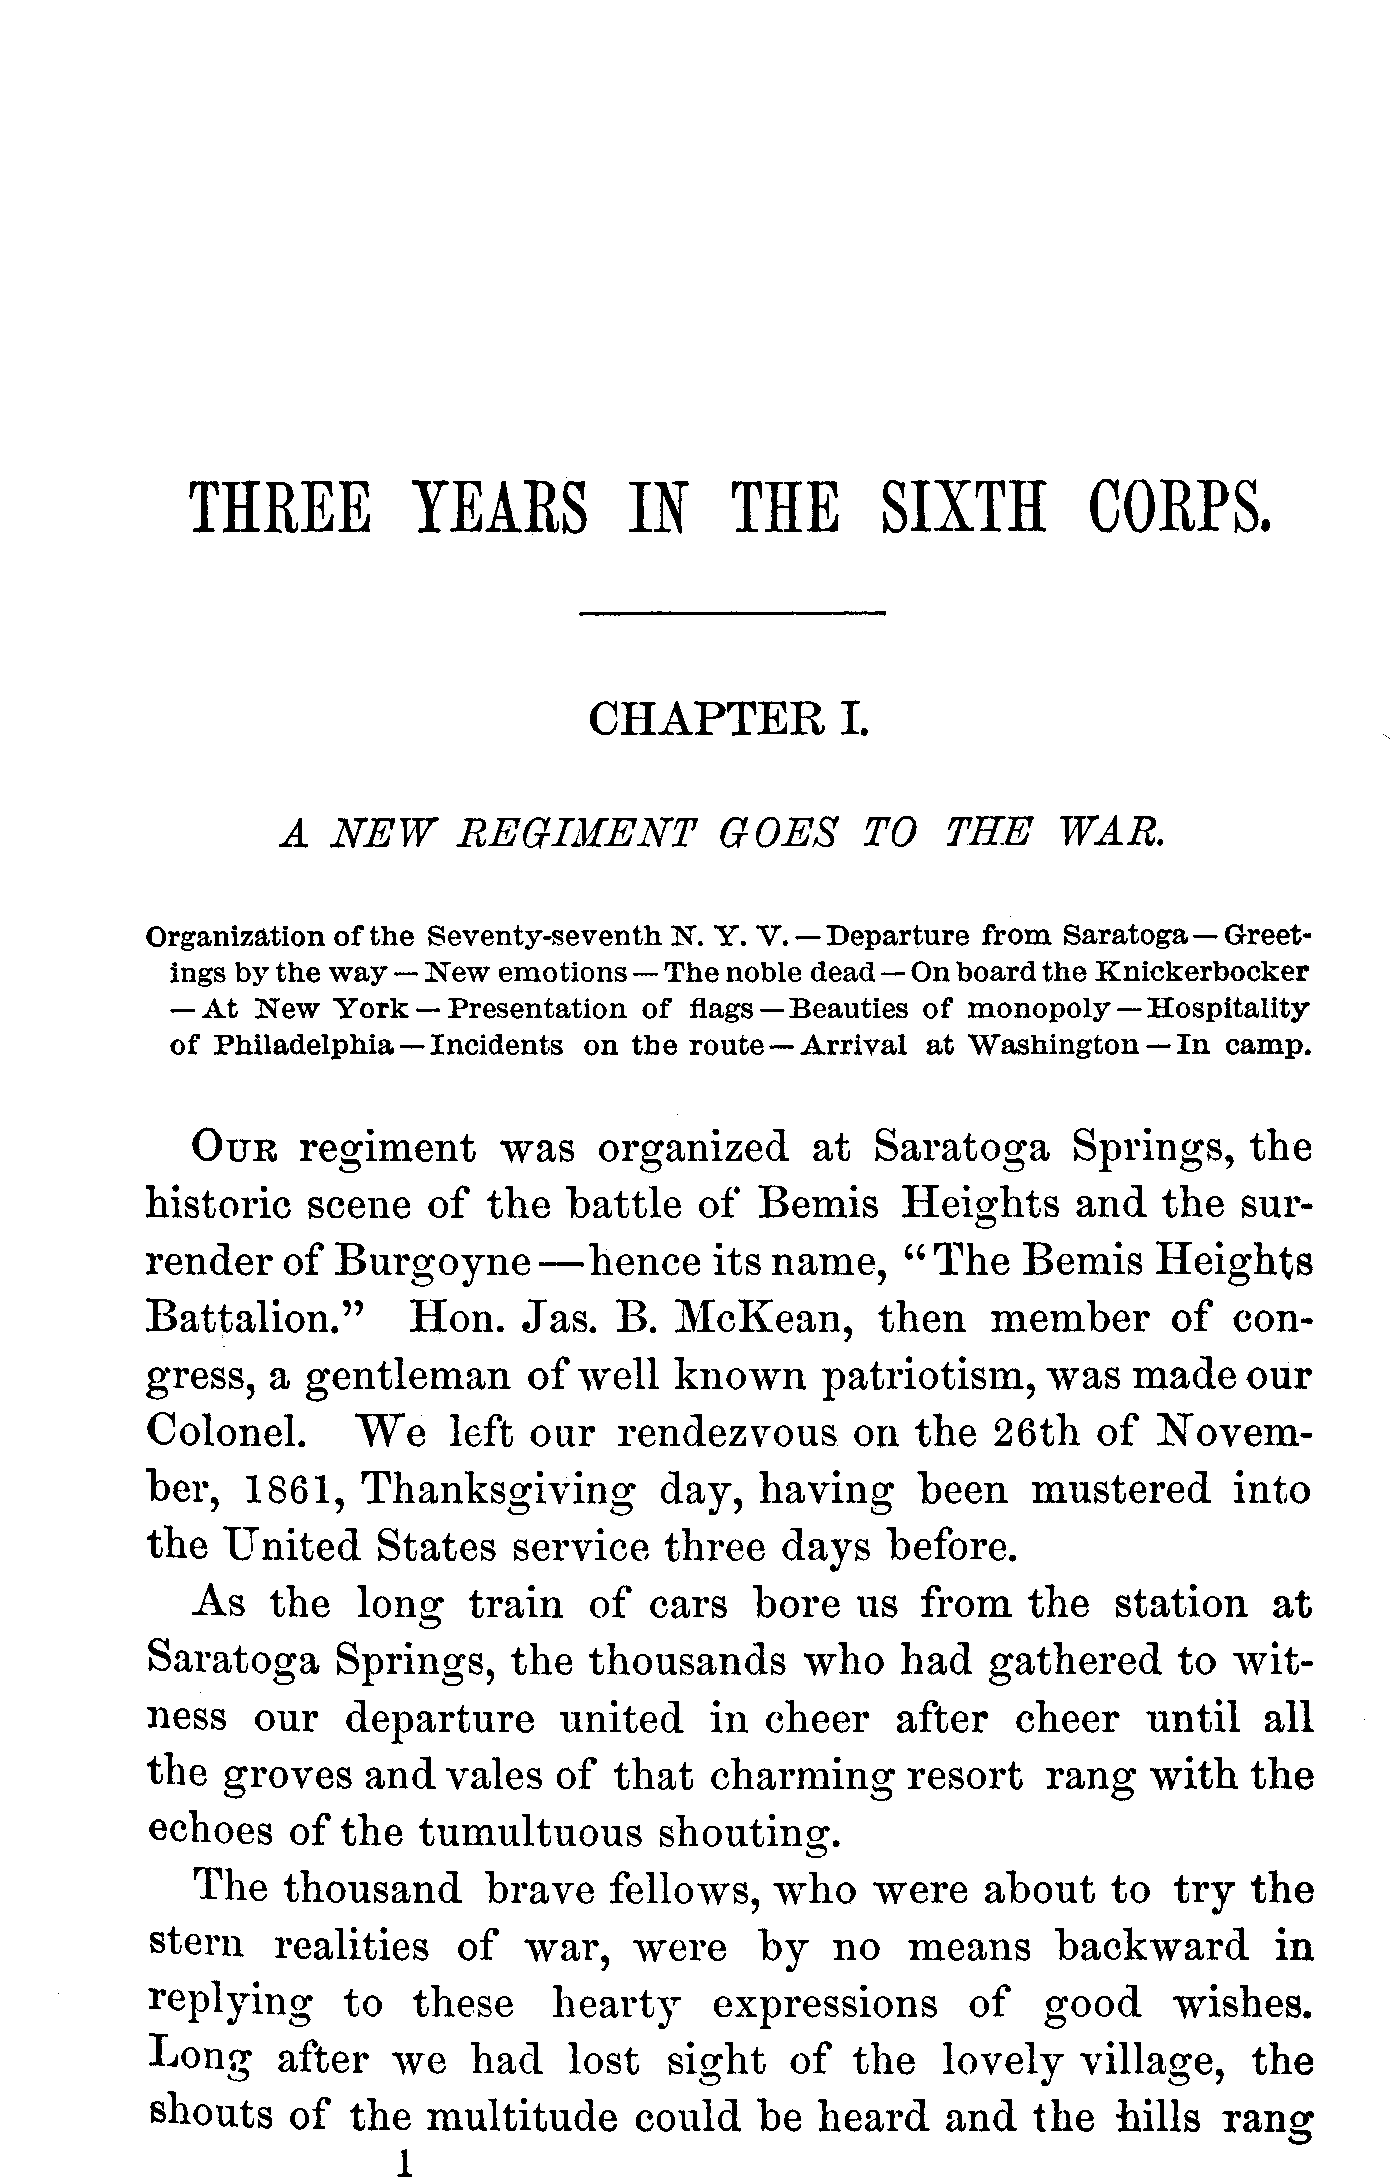 THREE YEARS IN THE SIXTH CORPS.
CHAPTER I.
A NEW REGIMENT GOES TO THE WAR.
Organization of the Seventy-seventh N. Y. V.—Departure from Saratoga—Greet-
ings by the way—New emotions—The noble dead—On board the Knickerbocker
—At New York—Presentation of flags—Beauties of monopoly—Hospitality
of Philadelphia—Incidents on the route—Arrival at Washington—In camp.
OUR regiment was organized at Saratoga Springs, the
historic scene of the battle of Bemis Heights and the sur-
render of Burgoyne—hence its name, “The Bemis Heights
Battalion.” Hon. Jas. B. McKean, then member of con-
gress, a gentleman of well known patriotism, was made our
Colonel. We left our rendezvous on the 26th of Novem-
ber, 1861, Thanksgiving day, having been mustered into
the United States service three days before.
As the long train of cars bore us from the station at
Saratoga Springs, the thousands who had gathered to wit-
ness our departure united in cheer after cheer until all
the groves and vales of that charming resort rang with the
echoes of the tumultuous shouting.
The thousand brave fellows, who were about to try the
stern realities of war, were by no means backward in
replying to these hearty expressions of good wishes.
Long after we had lost sight of the lovely village, the
shouts of the multitude could be heard and the hills rang
1